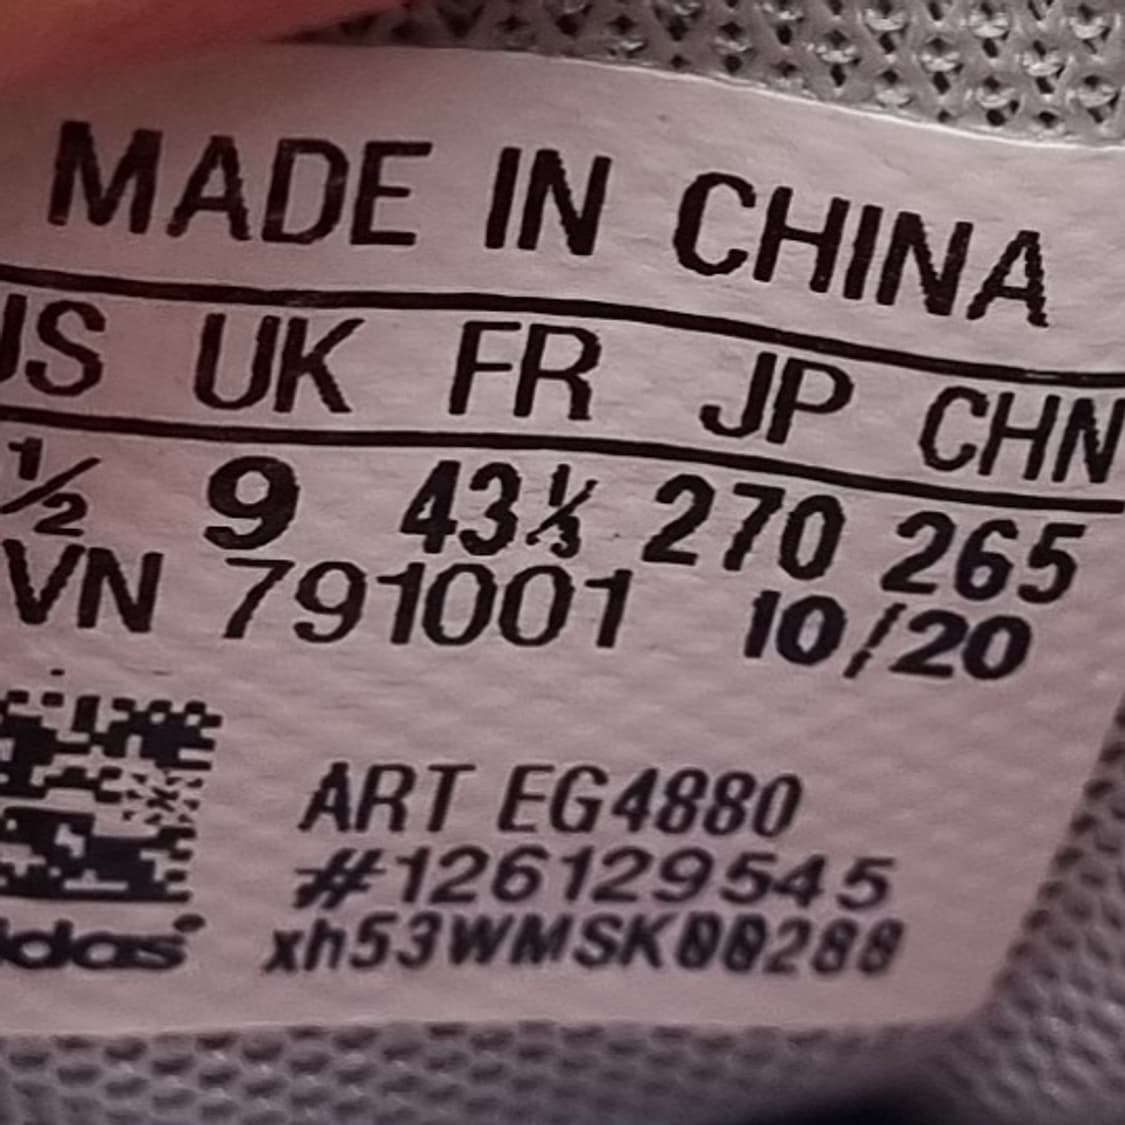 MADE IN CHINA
US UK FR JP CHN
½ 9 43⅓ 270 265
VN 791001 10/20
ART EG4880
#126129545
xh53WMSK00288
adidas